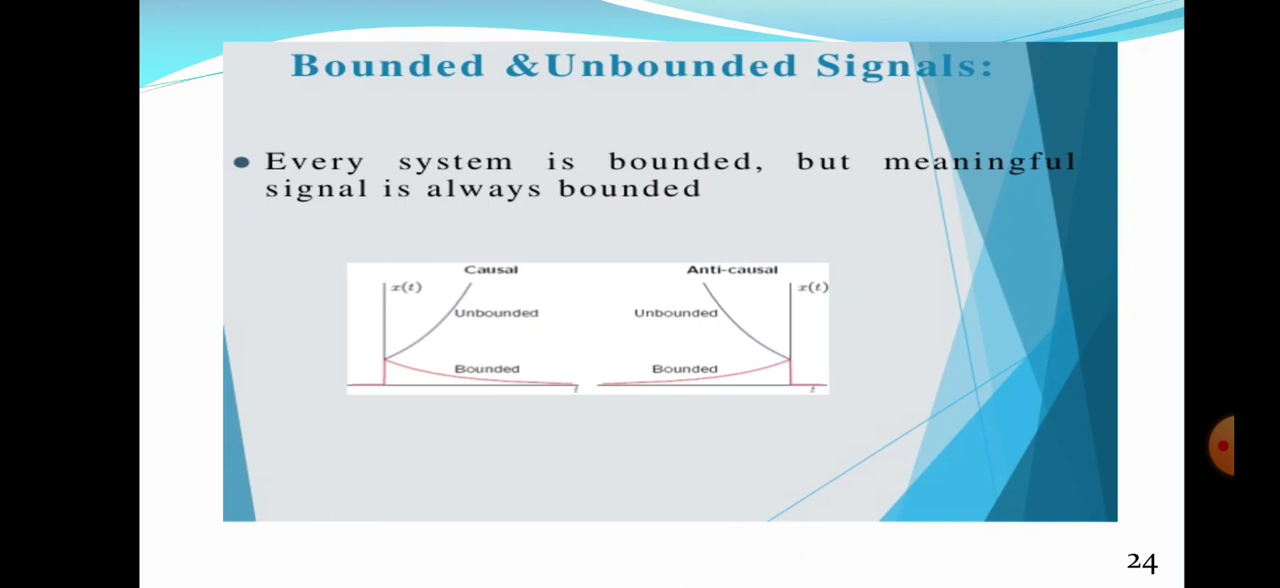 Bounded &Unbounded Signals:
Every system is bounded, but meaningful
signal is always bounded
Causal
Anti-causal
x(t)
x(t)
Unbounded
Unbounded
Bounded
Bounded
t
t
24